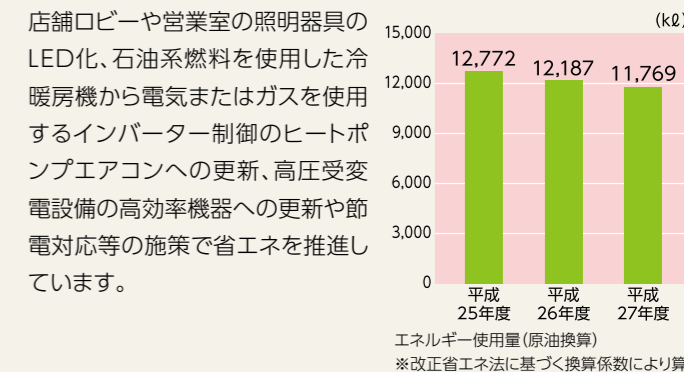 店舗ロビーや営業室の照明器具の
LED化、石油系燃料を使用した冷
暖房機から電気またはガスを使用
するインバーター制御のヒートポ
ンプエアコンへの更新、高圧受変
電設備の高効率機器への更新や節
電対応等の施策で省エネを推進し
ています。
(kℓ)
15,000
12,000
9,000
6,000
3,000
0
12,772
12,187
11,769
平成
25年度
平成
26年度
平成
27年度
エネルギー使用量(原油換算)
※改正省エネ法に基づく換算係数により算